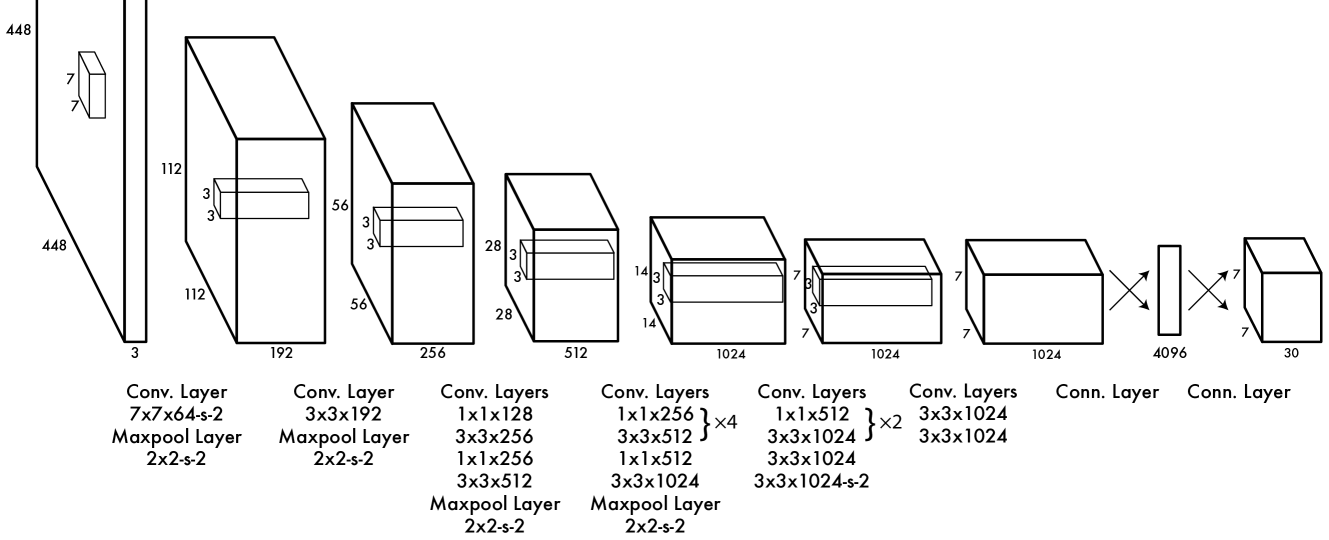 448
7
7
448
3
112
3
3
112
192
56
3
3
56
256
28
3
3
28
512
14
3
3
14
1024
7
3
3
7
1024
7
7
1024
4096
7
7
30
Conv. Layer
7x7x64-s-2
Maxpool Layer
2x2-s-2
Conv. Layer
3x3x192
Maxpool Layer
2x2-s-2
Conv. Layers
1x1x128
3x3x256
1x1x256
3x3x512
Maxpool Layer
2x2-s-2
Conv. Layers
1x1x256
3x3x512
} ×4
1x1x512
3x3x1024
Maxpool Layer
2x2-s-2
Conv. Layers
1x1x512
3x3x1024
} ×2
3x3x1024
3x3x1024-s-2
Conv. Layers
3x3x1024
3x3x1024
Conn. Layer
Conn. Layer